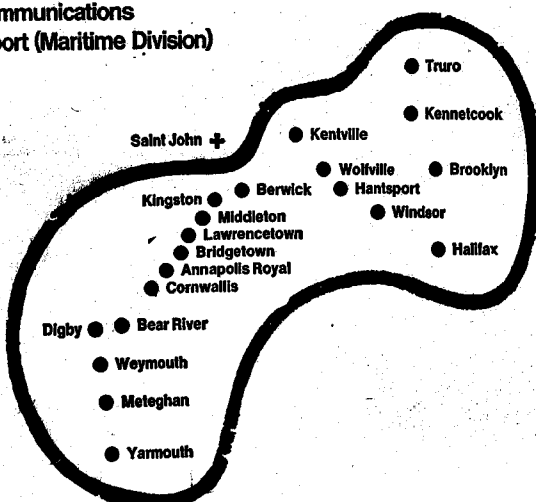 mmunications
ort (Maritime Division)
Truro
Kennetcook
Kentville
Saint John
Wolfville
Brooklyn
Berwick
Hantsport
Kingston
Windsor
Middleton
Lawrencetown
Halifax
Bridgetown
Annapolis Royal
Cornwallis
Digby
Bear River
Weymouth
Meteghan
Yarmouth